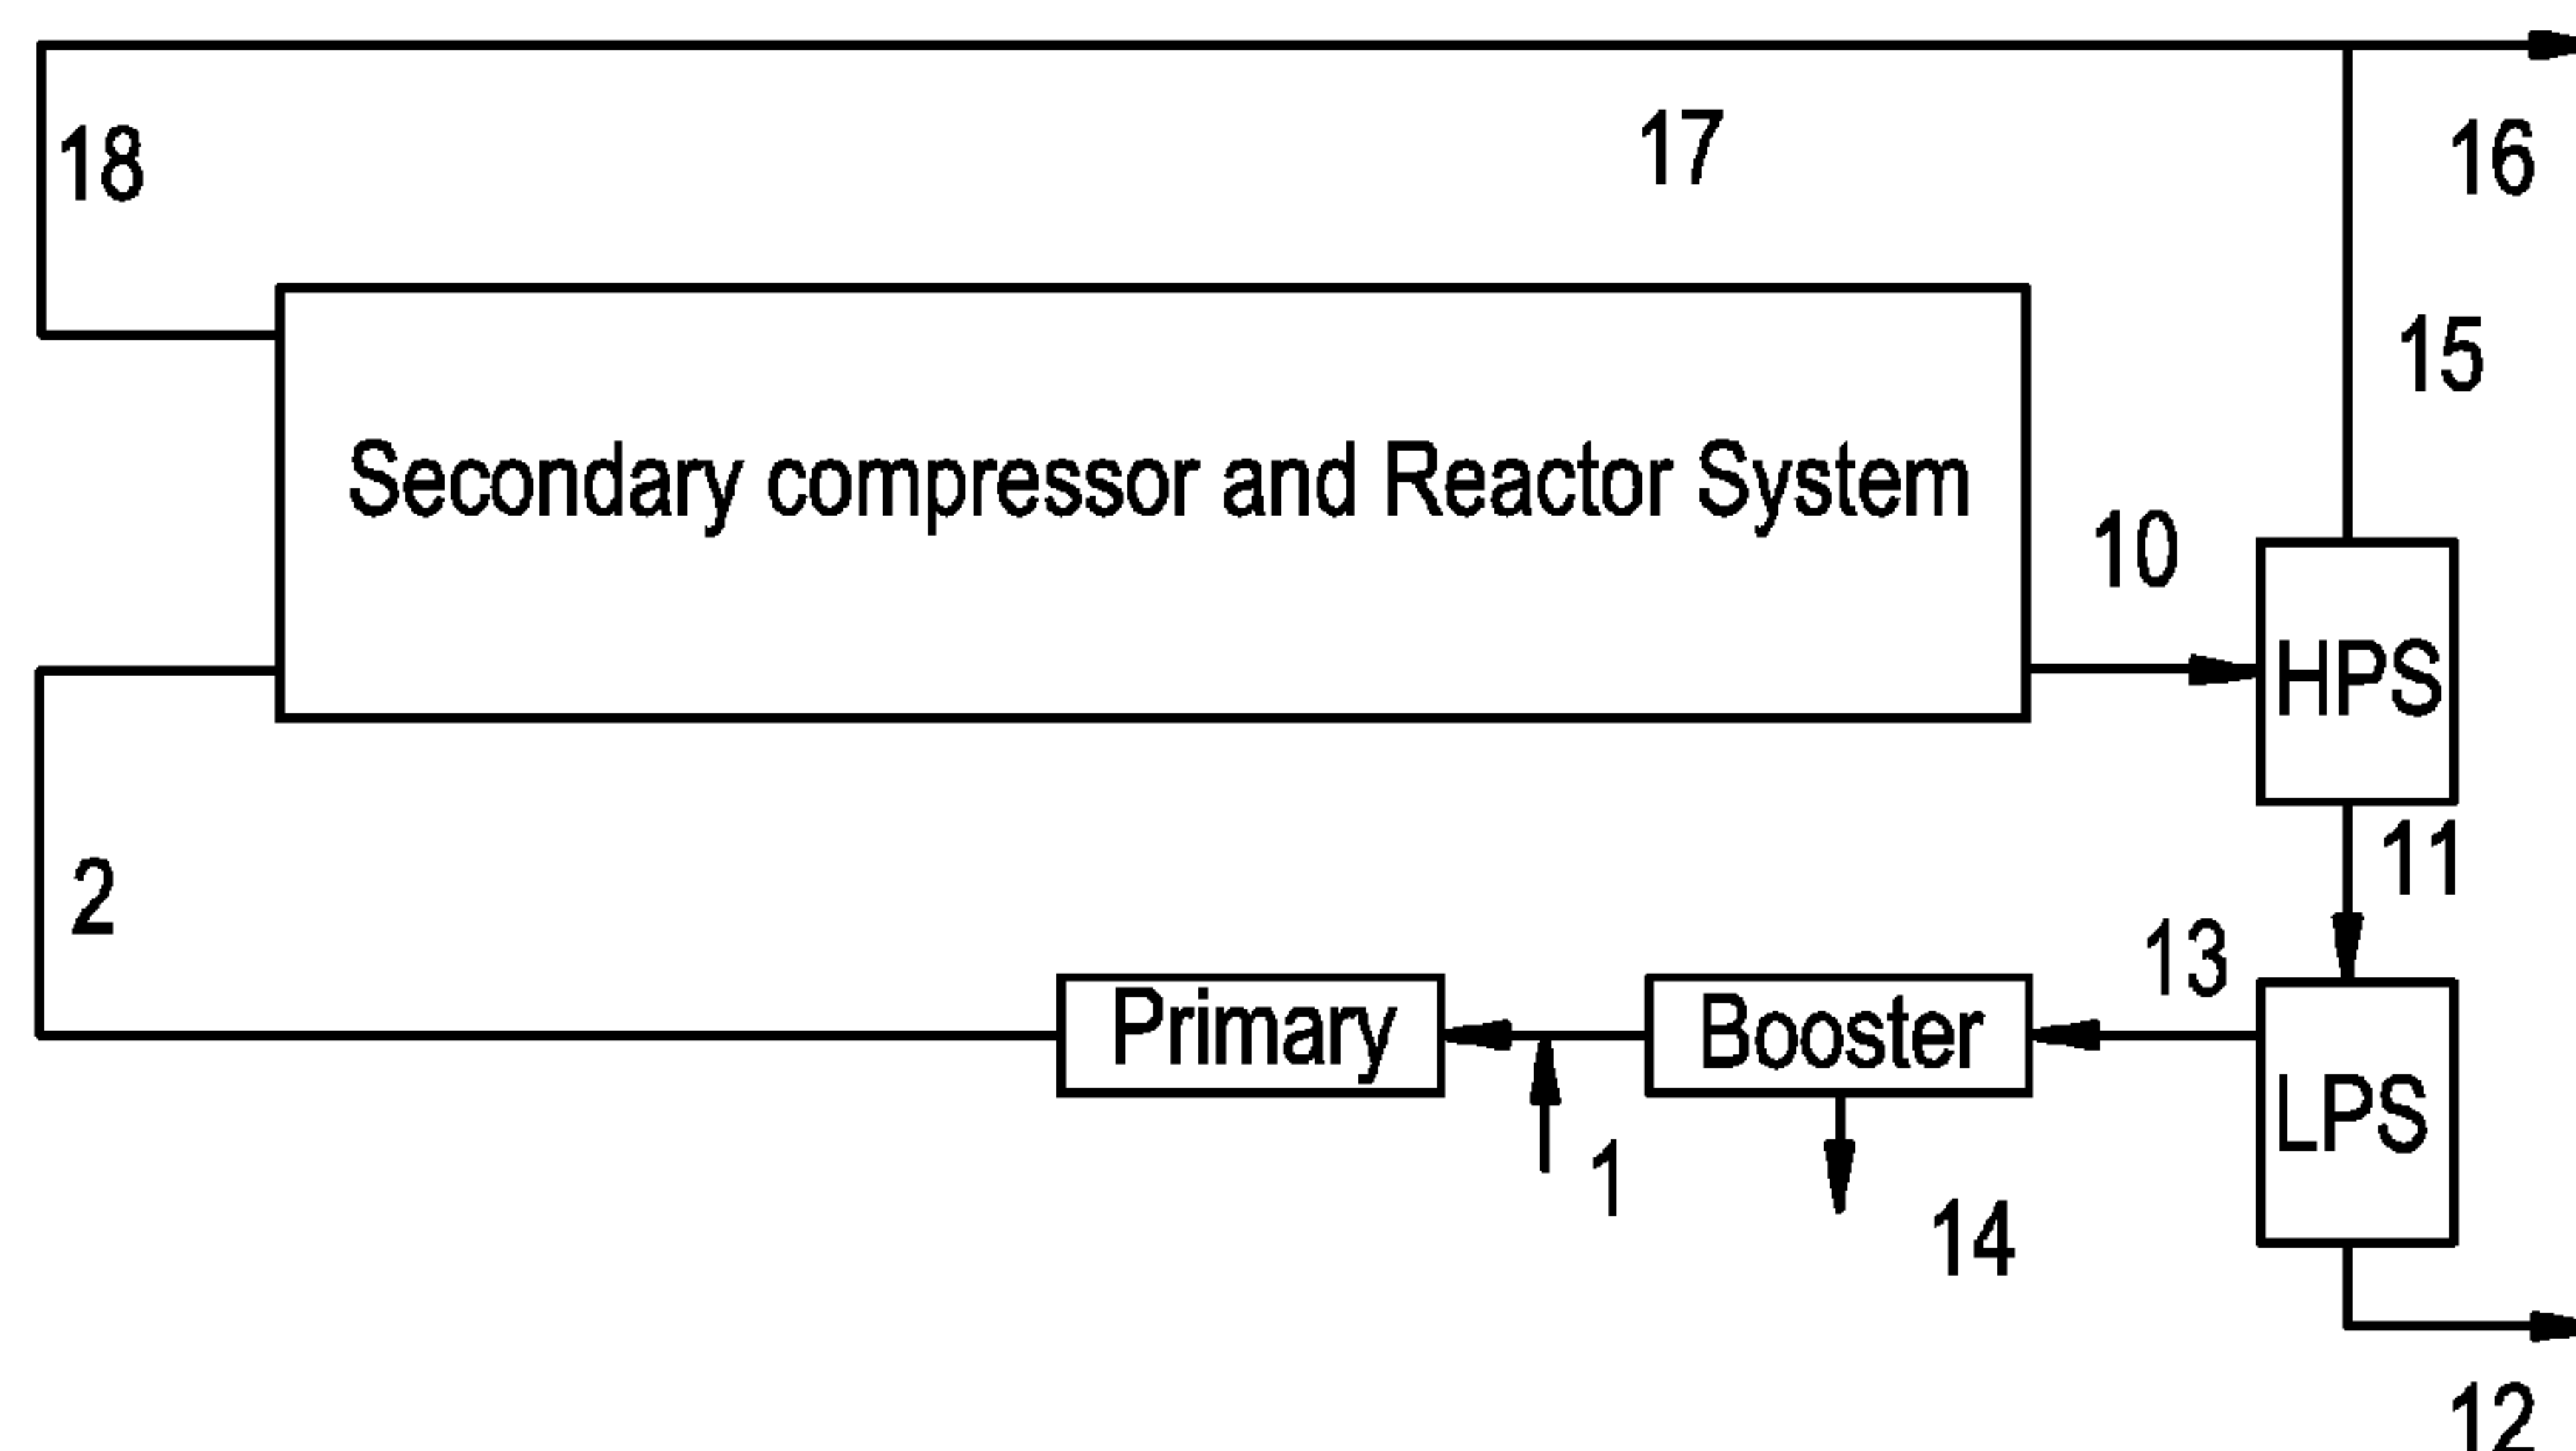 17
18
16
15
Secondary compressor and Reactor System
10
HPS
11
2
13
Primary
Booster
LPS
1
14
12